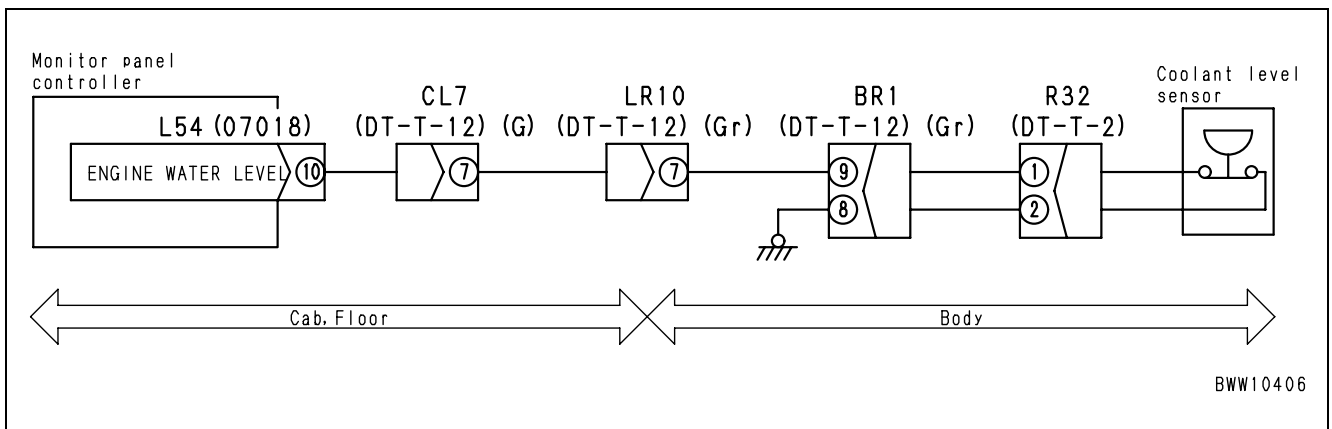 Monitor panel
controller
Coolant level
sensor
CL7
LR10
BR1
R32
L54 (07018)
(DT-T-12) (G)
(DT-T-12) (Gr)
(DT-T-12) (Gr)
(DT-T-2)
ENGINE WATER LEVEL
10
7
7
9
1
8
2
Cab, Floor
Body
BWW10406